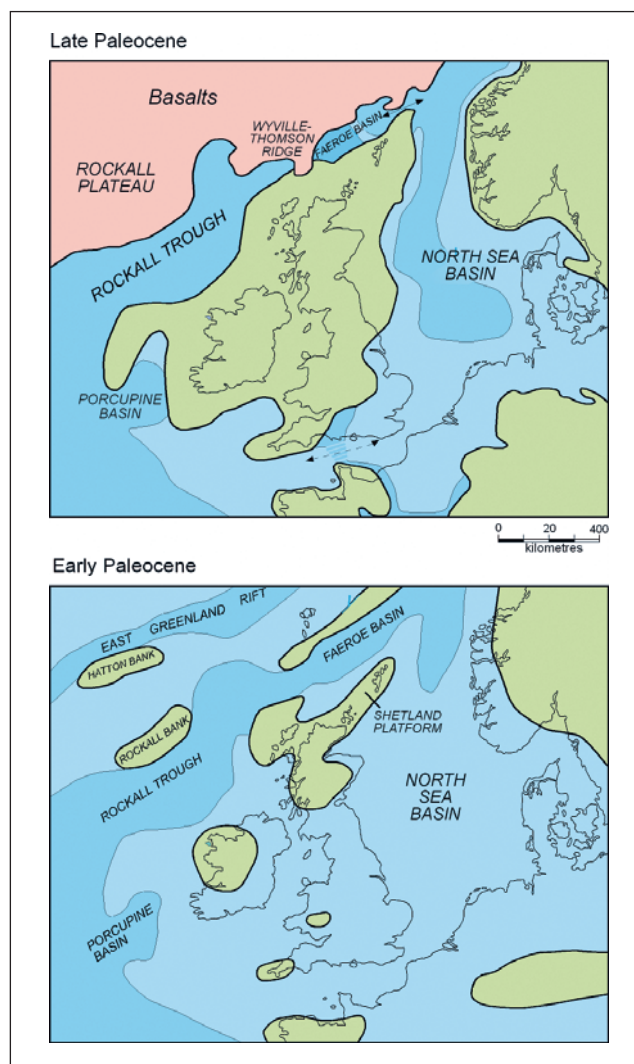 Late Paleocene
Basalts
WYVILLE-
THOMSON
RIDGE
FAEROE BASIN
ROCKALL
PLATEAU
ROCKALL TROUGH
NORTH SEA
BASIN
PORCUPINE
BASIN
0 20 400
kilometres
Early Paleocene
EAST GREENLAND RIFT
HATTON BANK
FAEROE BASIN
ROCKALL BANK
SHETLAND
PLATFORM
ROCKALL TROUGH
NORTH
SEA
BASIN
PORCUPINE
BASIN